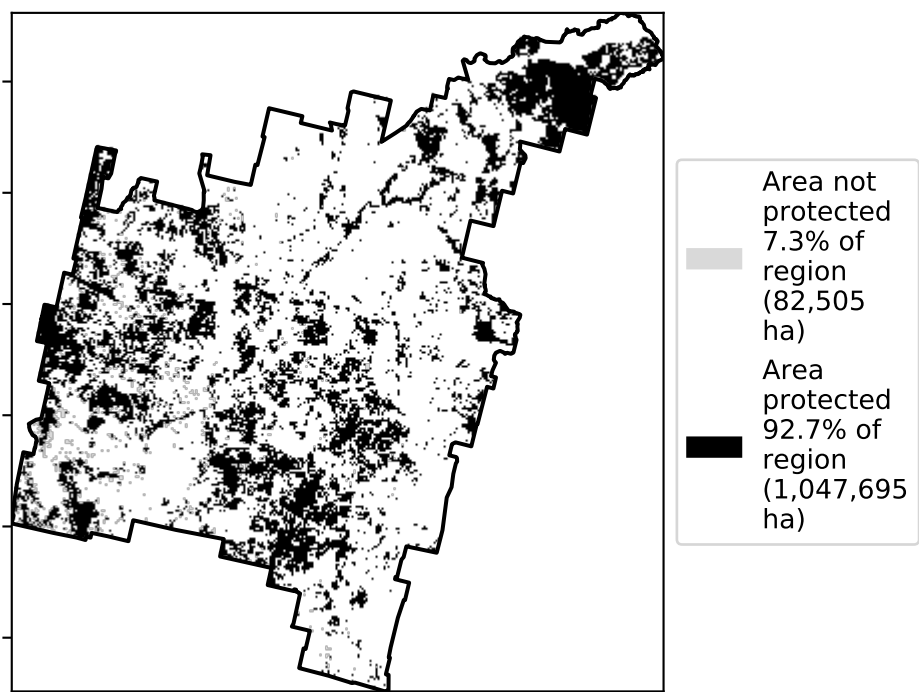 Area not
protected
7.3% of
region
(82,505
ha)
Area
protected
92.7% of
region
(1,047,695
ha)